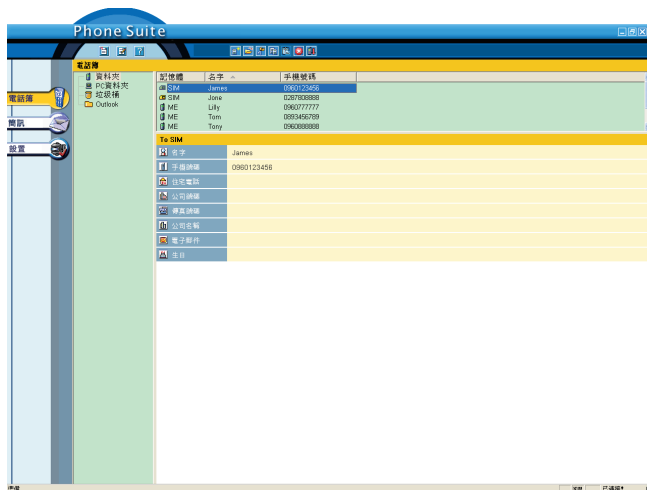 Phone Suite
電話簿
資料夾
PC資料夾
垃圾桶
Outlook
電話簿
簡訊
設置
記憶體 名字 手機號碼
SIM James 0960123456
SIM Jone 0287808888
ME Lilly 0960777777
ME Tom 0893456789
ME Tony 0960888888
To SIM
名字 James
手機號碼 0960123456
住宅電話
公司號碼
傳真號碼
公司名稱
電子郵件
生日